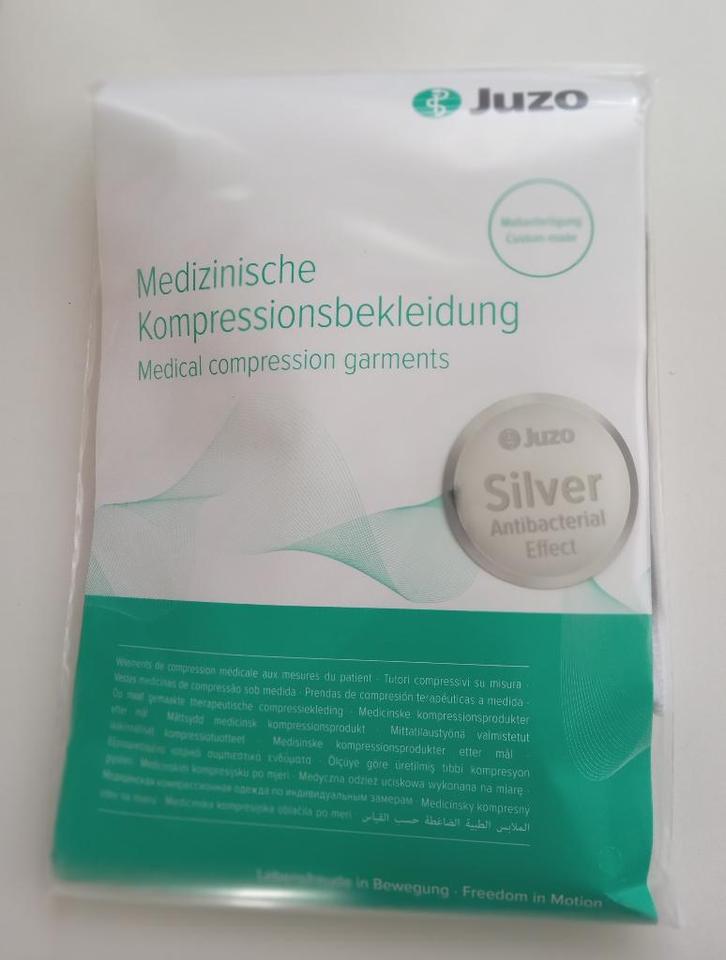 Juzo
Maßanfertigung
Custom-made
Medizinische
Kompressionsbekleidung
Medical compression garments
Juzo
Silver
Antibacterial
Effect
Vêtements de compression médicale aux mesures du patient · Tutori compressivi su misura ·
Vestes medicinais de compressão sob medida · Prendas de compresión terapéuticas a medida ·
Op maat gemaakte therapeutische compressiekleding · Medicinske kompressionsprodukter
efter mål · Måttsydd medicinsk kompressionsprodukt · Mittatilaustyönä valmistetut
lääkinnälliset kompressiotuotteet · Medisinske kompressionsprodukter etter mål ·
Εξατομικευμένα ιατρικά συμπιεστικά ενδύματα · Ölçüye göre üretilmiş tıbbi kompresyon
giysileri · Medicinskim kompresijsku po mjeri · Medyczna odzież uciskowa wykonana na miarę ·
Медицинская компрессионная одежда по индивидуальным замерам · Medicínsky kompresný
odev na mieru · Medicinska kompresijska oblačila po meri · الملابس الطبية الضاغطة حسب القياس
Lebensfreude in Bewegung · Freedom in Motion